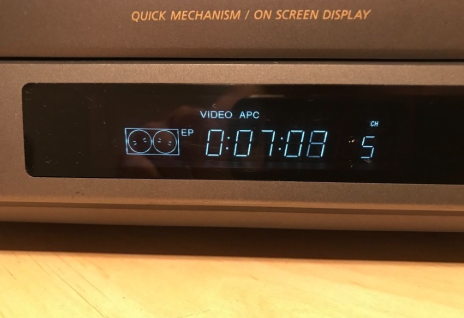 QUICK MECHANISM / ON SCREEN DISPLAY
VIDEO APC
EP 0:07:08 CH 5